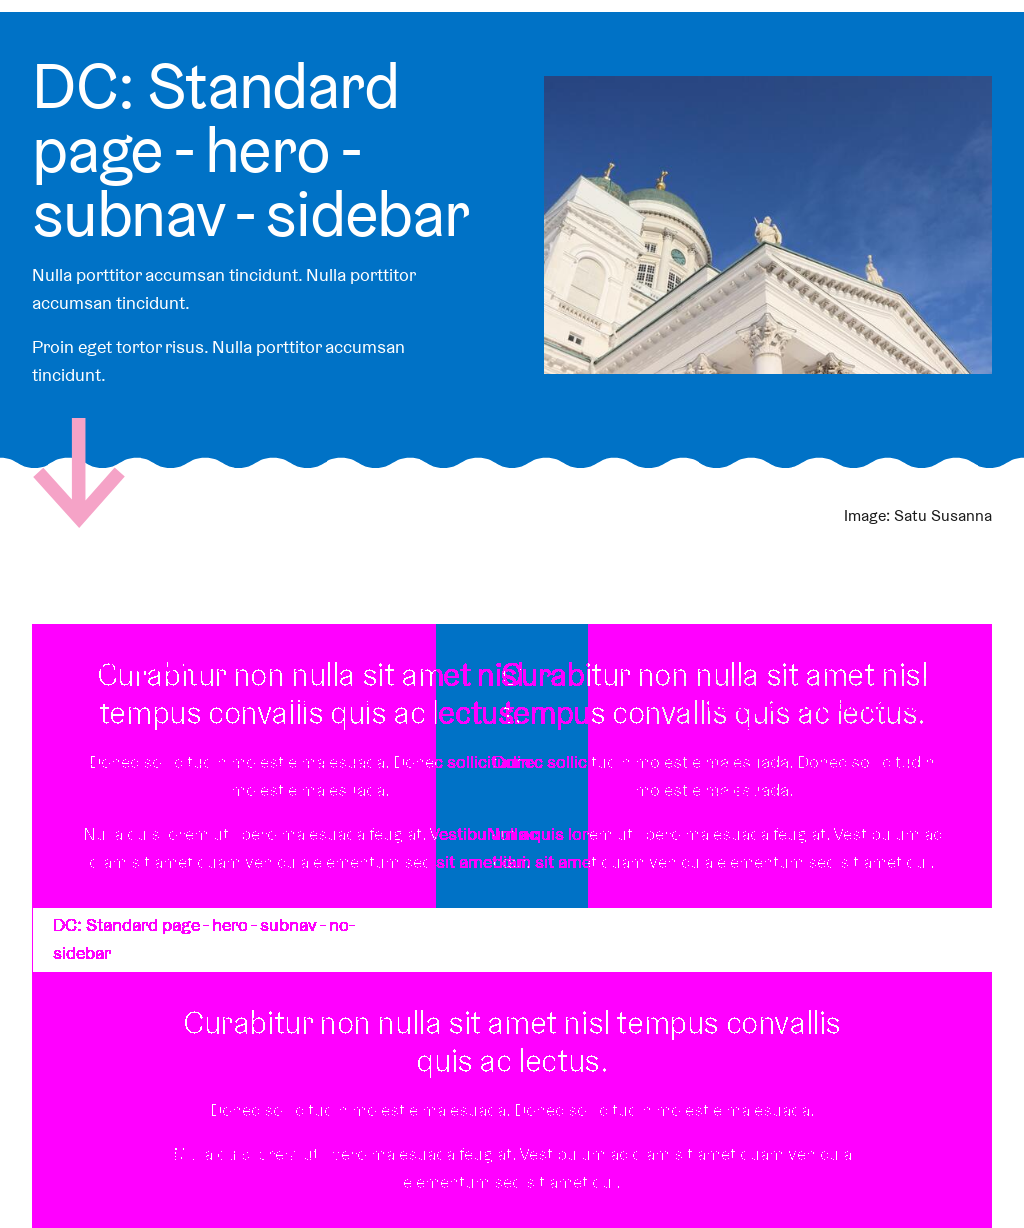 DC: Standard
page - hero -
subnav - sidebar
Nulla porttitor accumsan tincidunt. Nulla porttitor
accumsan tincidunt.
Proin eget tortor risus. Nulla porttitor accumsan
tincidunt.
Image: Satu Susanna
Curabitur non nulla sit amet nisl
tempus convallis quis ac lectus.
Donec sollicitudin molestie malesuada. Donec sollicitudin
molestie malesuada.
Nulla quis lorem ut libero malesuada feugiat. Vestibulum ac
diam sit amet quam vehicula elementum sed sit amet dui.
Curabitur non nulla sit amet nisl
tempus convallis quis ac lectus.
Donec sollicitudin molestie malesuada. Donec sollicitudin
molestie malesuada.
Nulla quis lorem ut libero malesuada feugiat. Vestibulum ac
diam sit amet quam vehicula elementum sed sit amet dui.
DC: Standard page - hero - subnav - no-
sidebar
Curabitur non nulla sit amet nisl tempus convallis
quis ac lectus.
Donec sollicitudin molestie malesuada. Donec sollicitudin molestie malesuada.
Nulla quis lorem ut libero malesuada feugiat. Vestibulum ac diam sit amet quam vehicula
elementum sed sit amet dui.